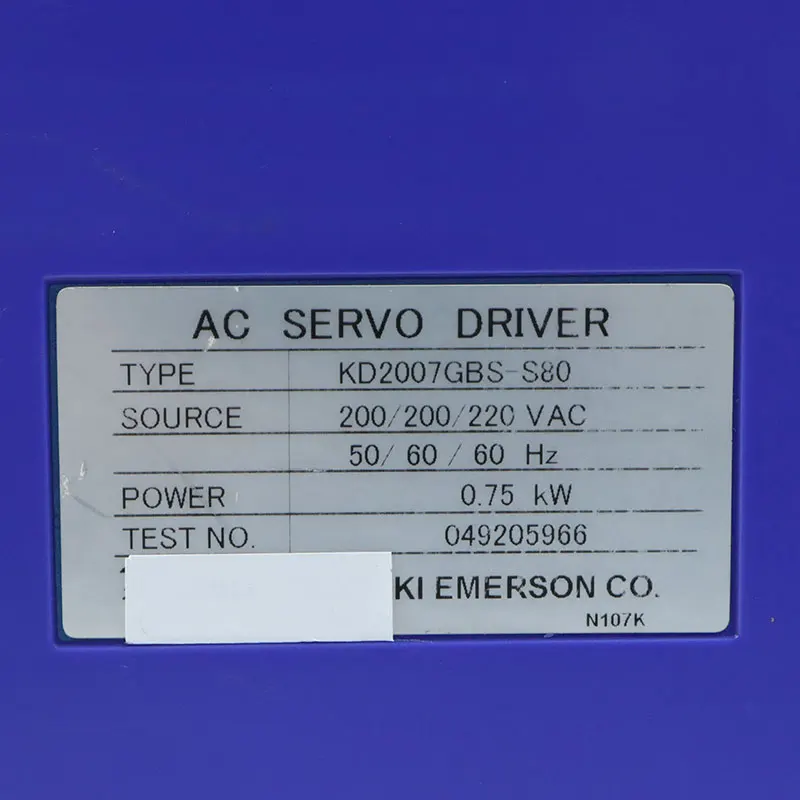 AC SERVO DRIVER
TYPE KD2007GBS-S80
SOURCE 200/200/220 VAC
50/ 60 / 60 Hz
POWER 0.75 kW
TEST NO. 049205966
KI EMERSON CO.
N107K